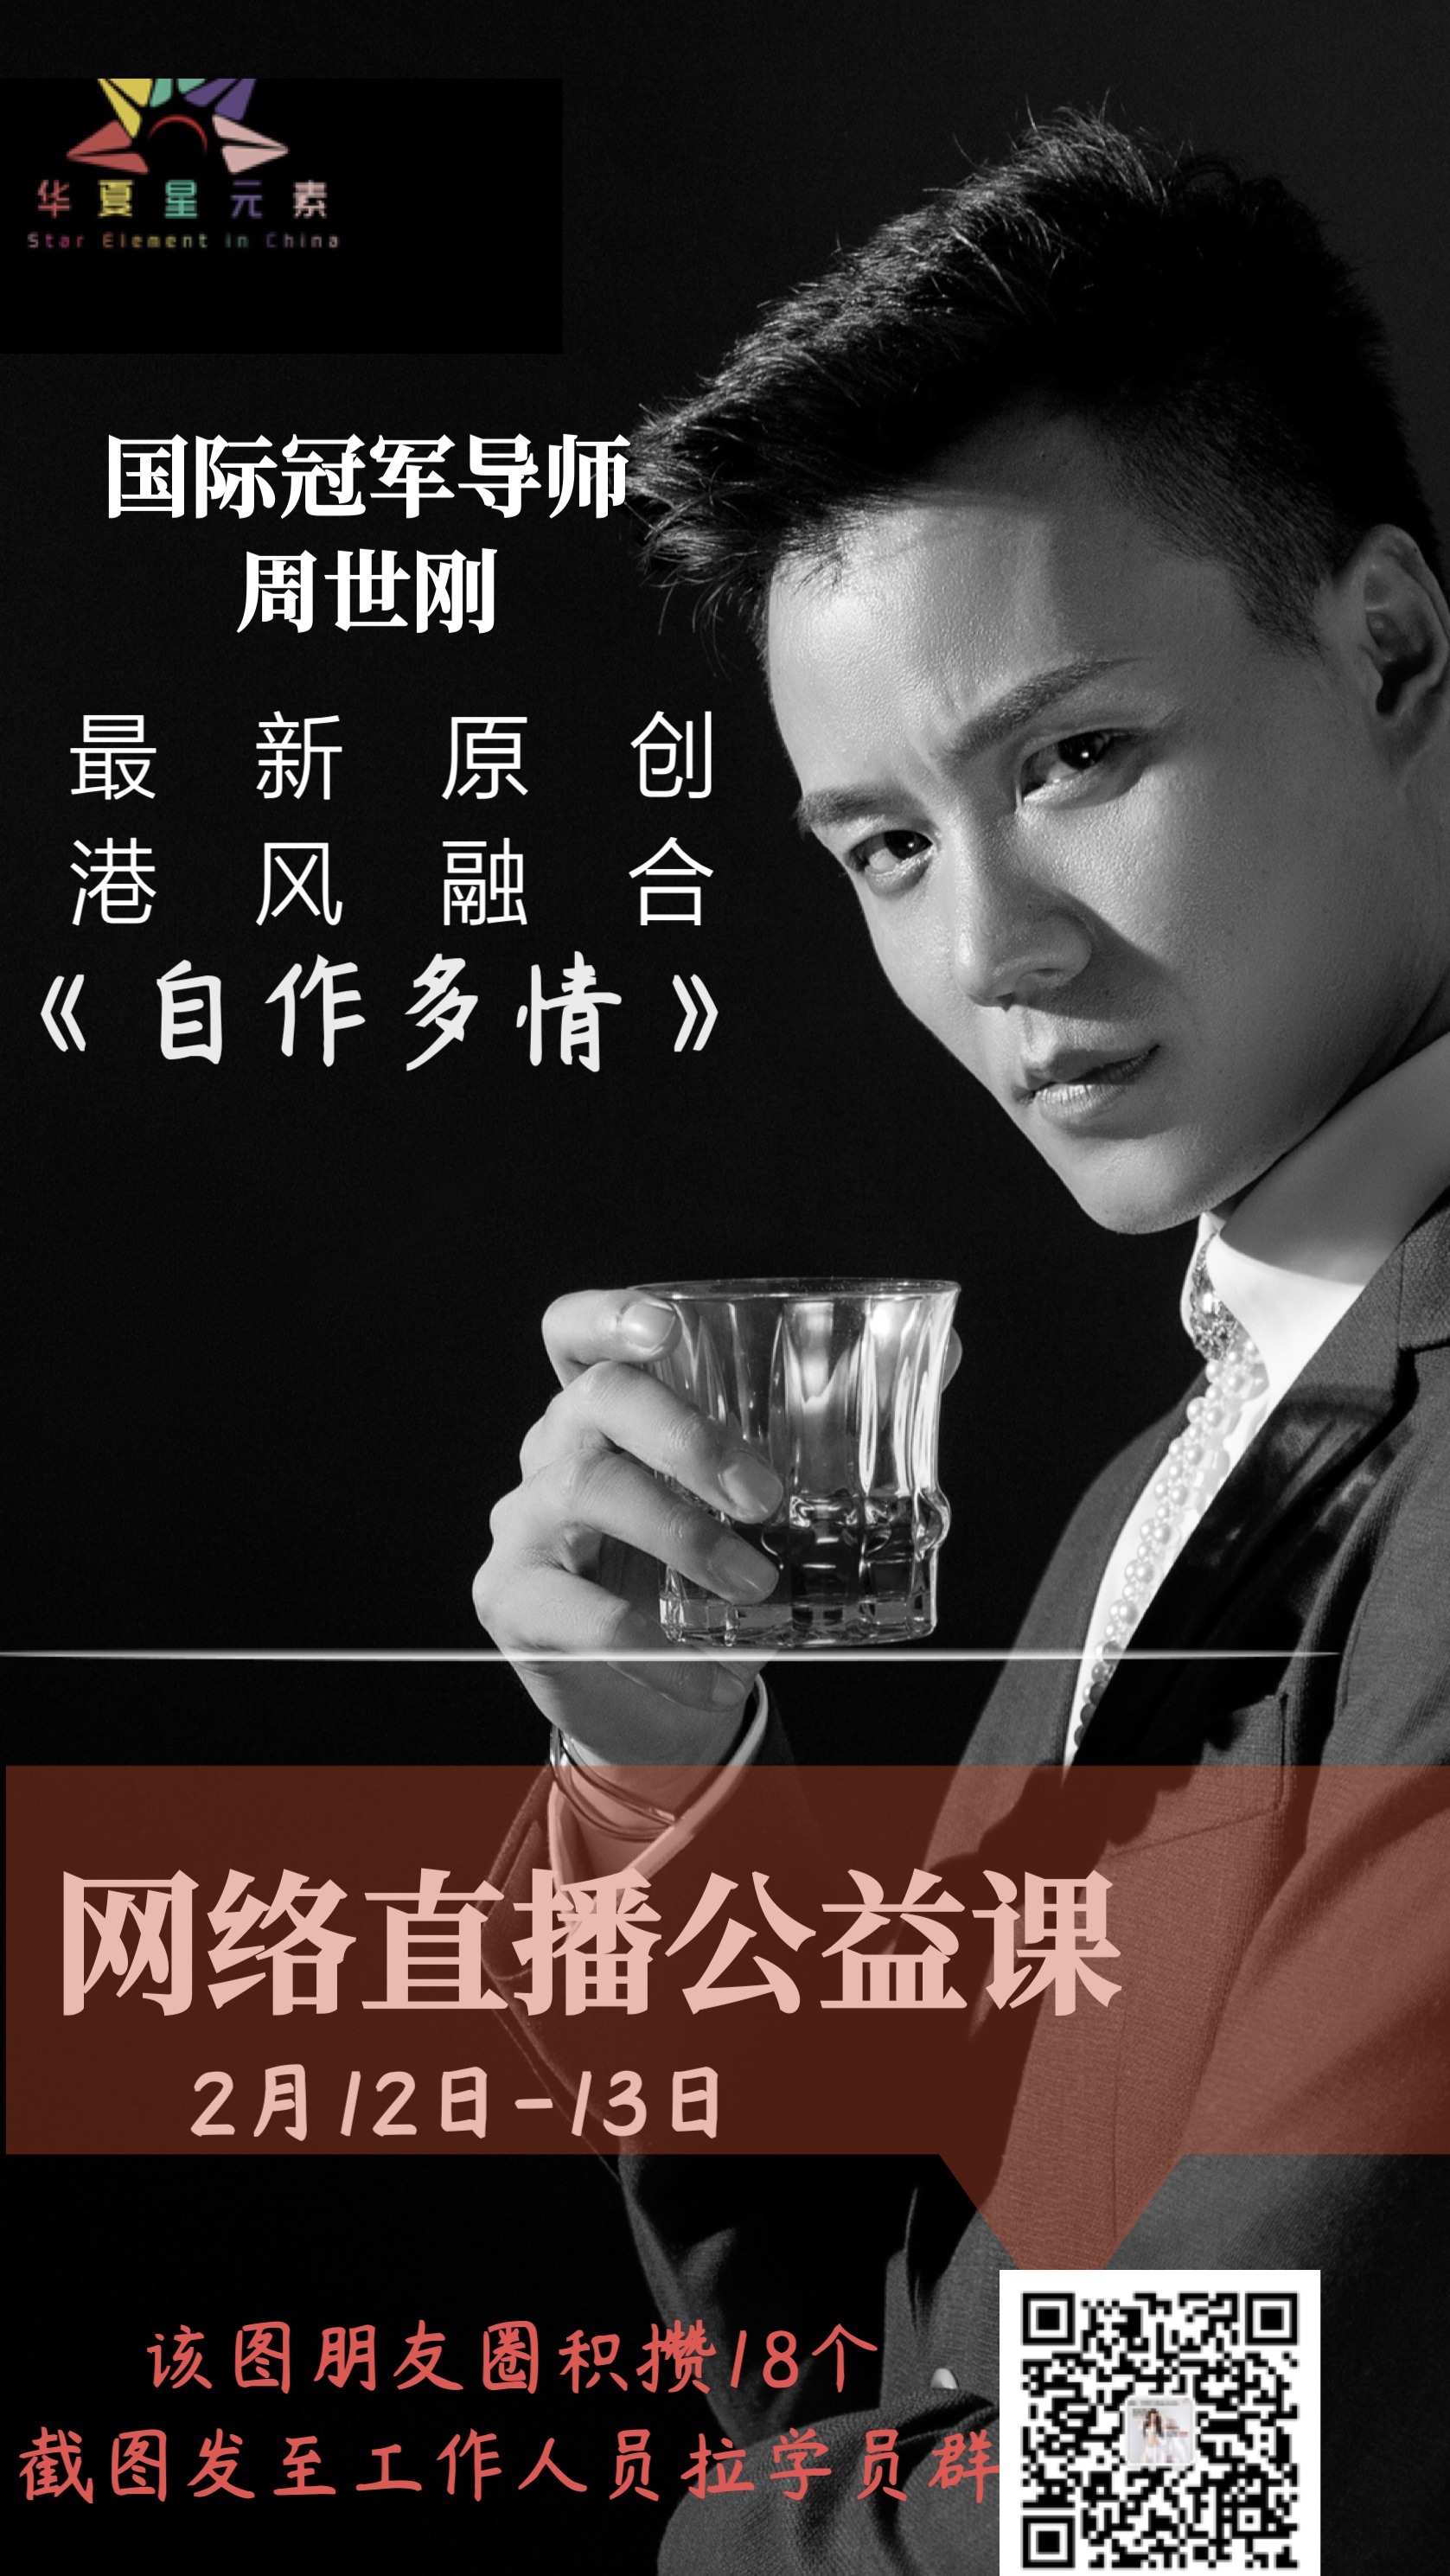 华夏星元素
Star Element in China
国际冠军导师
周世刚
最新原创
港风融合
《自作多情》
网络直播公益课
2月12日-13日
该图朋友圈积攒18个
截图发至工作人员拉学员群